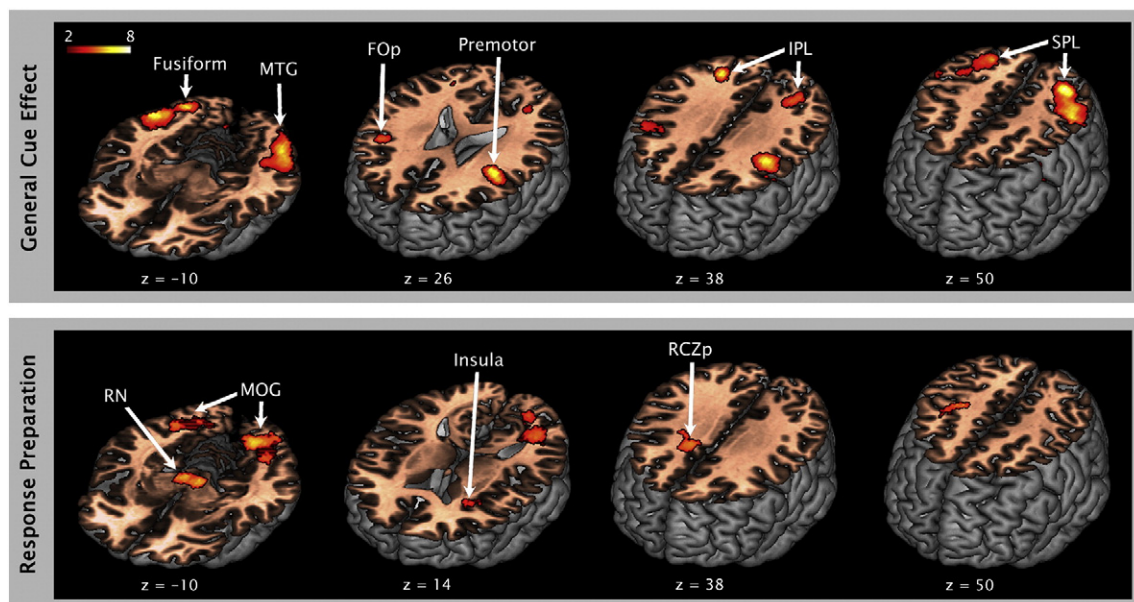 General Cue Effect
2 8
Fusiform
MTG
FOp
Premotor
IPL
SPL
z = -10
z = 26
z = 38
z = 50
Response Preparation
RN
MOG
Insula
RCZp
z = -10
z = 14
z = 38
z = 50